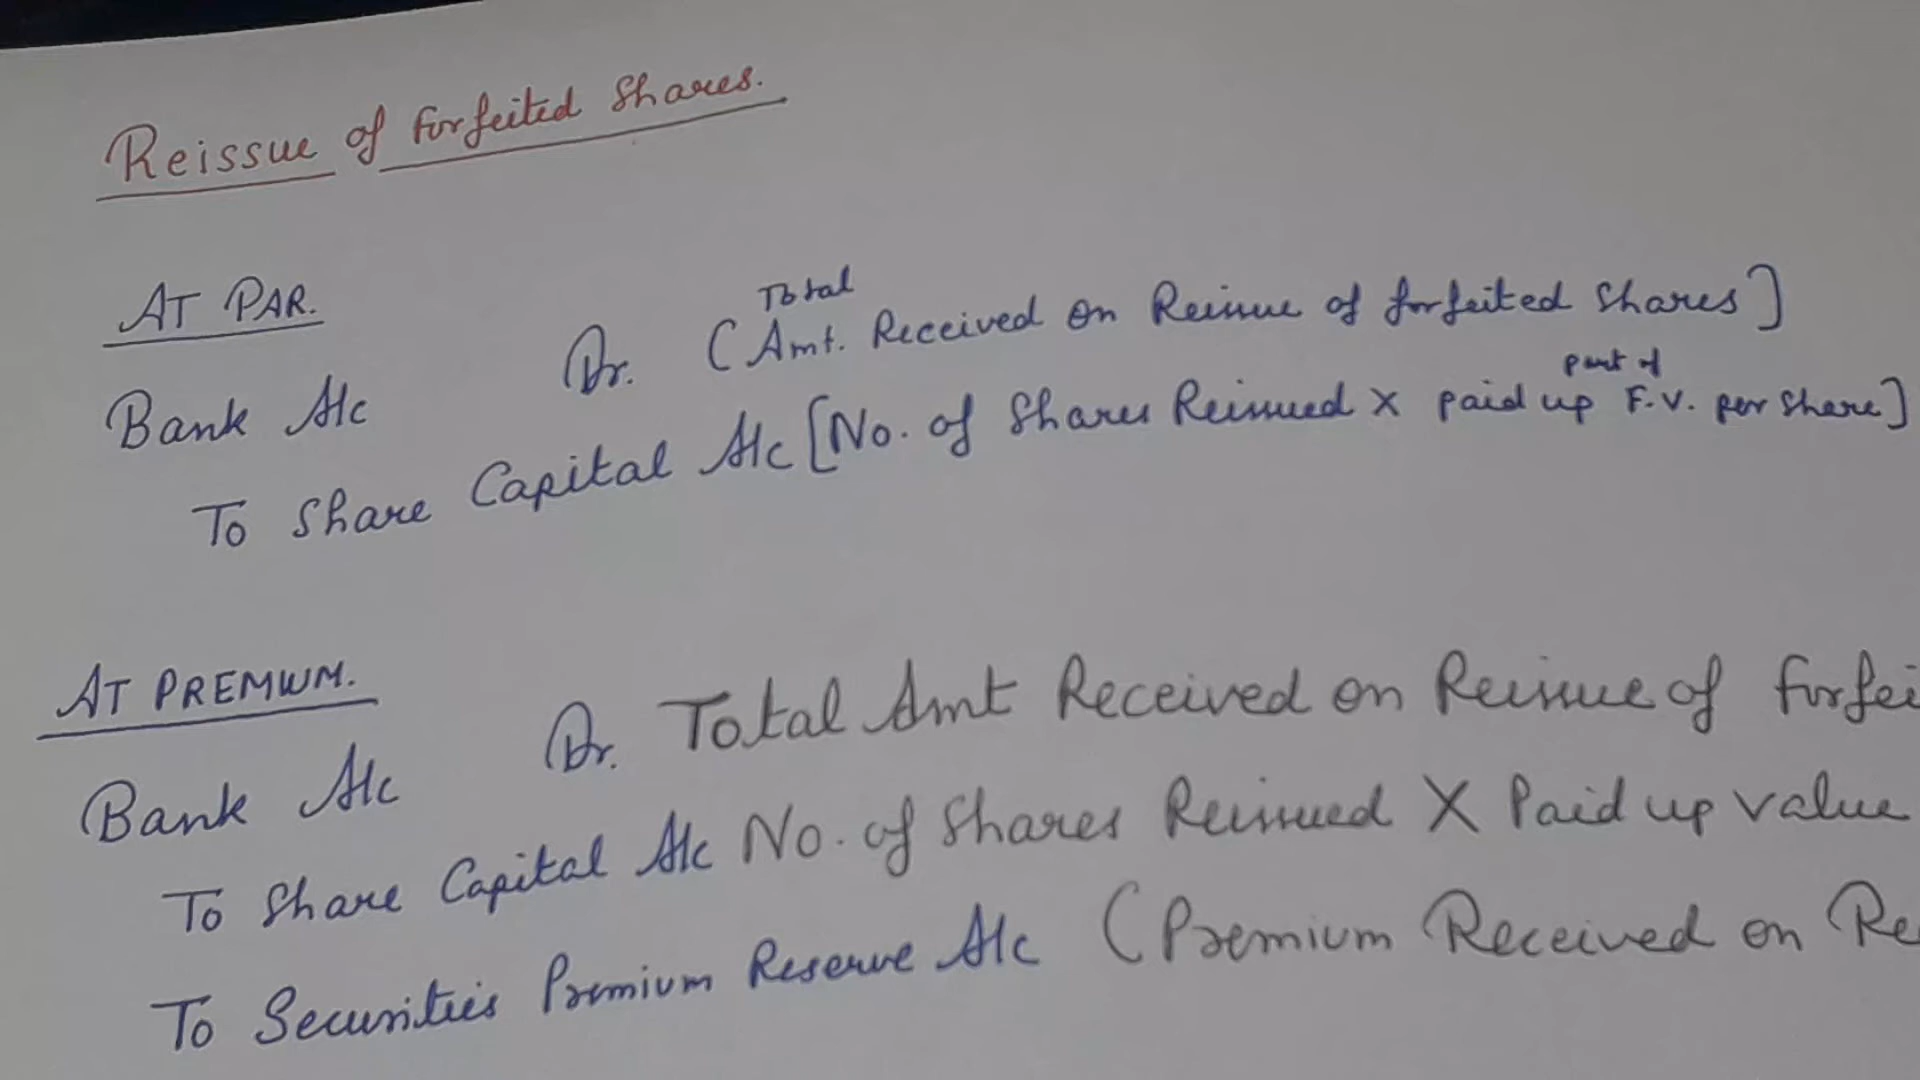 Reissue of forfeited Shares.
AT PAR.
Bank A/c Dr. (Total Amt. Received on Reissue of forfeited Shares]
To Share Capital A/c [No. of Shares Reissued X paid up part of F.V. per Share]
AT PREMIUM.
Bank A/c Dr. Total Amt Received on Reissue of forfei
To Share Capital A/c No. of Shares Reissued X Paid up value
To Securities Premium Reserve A/c (Premium Received on Re